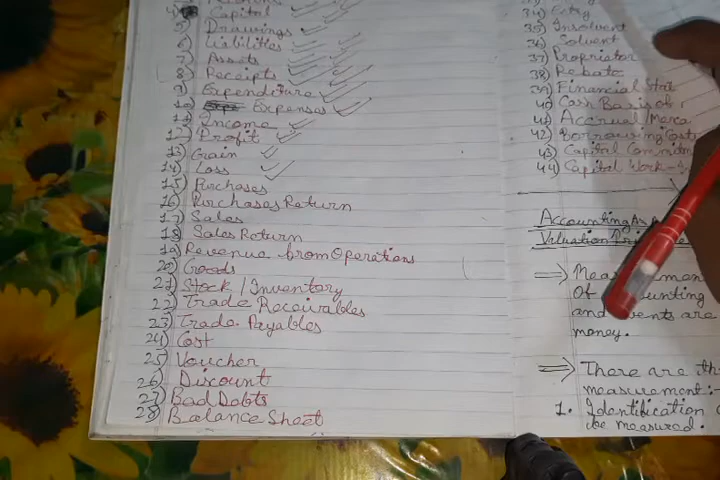 4) Capital
5) Drawings
6) Liabilities
7) Assets
8) Receipts
9) Expenditure
10) Expenses
11) Income
12) Profit
13) Gain
14) Loss
15) Purchases
16) Purchases Return
17) Sales
18) Sales Return
19) Revenue from Operations
20) Goods
21) Stock / Inventory
22) Trade Receivables
23) Trade Payables
24) Cost
25) Voucher
26) Discount
27) Bad Debts
28) Balance Sheet
34) Entry
35) Insolvent
36) Solvent
37) Proprietor
38) Rebate
39) Financial
40) Cash Basis of
41) Accrual
42) Borrowing Costs
43) Capital
44) Capital Work-
Accounting As
Valuation
⇒
of
and events are
money.
⇒ There are
measurement:-
1. Identification
be measured.